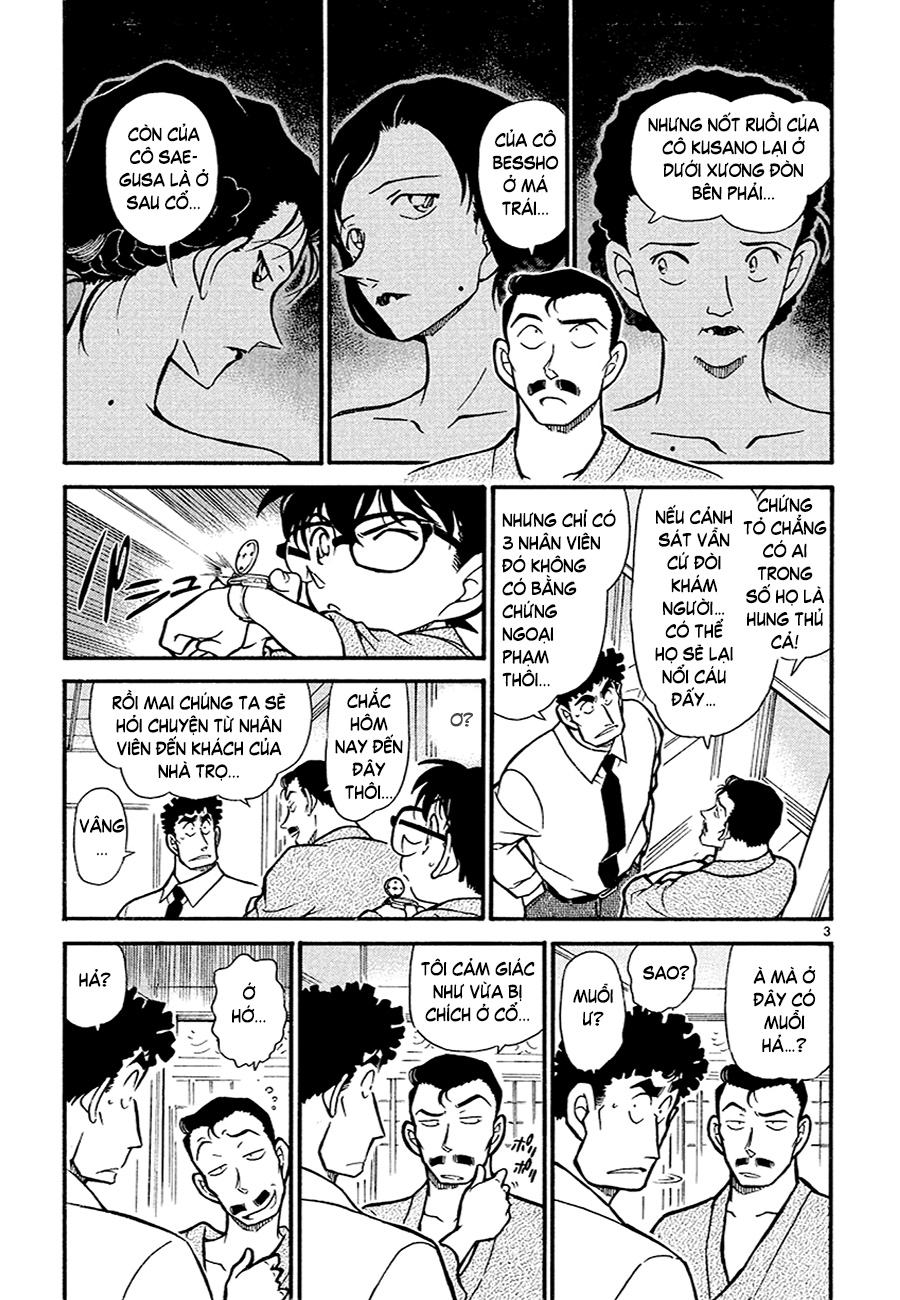 NHƯNG NỐT RUỒI CỦA
CÔ KUSANO LẠI Ở
DƯỚI XƯƠNG ĐÒN
BÊN PHẢI...
CỦA CÔ
BESSHO
Ở MÁ
TRÁI...
CÒN CỦA
CÔ SAE-
GUSA LÀ Ở
SAU CỔ...
CHỨNG
TỎ CHẲNG
CÓ AI
TRONG
SỐ HỌ LÀ
HUNG THỦ
CẢ!
NẾU CẢNH
SÁT VẪN
CỨ ĐÒI
KHÁM
NGƯỜI...
CÓ THỂ
HỌ SẼ LẠI
NỔI CÁU
ĐẤY...
NHƯNG CHỈ CÓ
3 NHÂN VIÊN
ĐÓ KHÔNG
CÓ BẰNG
CHỨNG
NGOẠI
PHẠM
THÔI...
Ơ?
CHẮC
HÔM
NAY ĐẾN
ĐÂY
THÔI...
RỒI MAI CHÚNG TA SẼ
HỎI CHUYỆN TỪ NHÂN
VIÊN ĐẾN KHÁCH CỦA
NHÀ TRỌ...
VÂNG
...
3
À MÀ Ở
ĐÂY CÓ
MUỖI
HẢ...?
SAO?
MUỖI
Ư?
TÔI CẢM GIÁC
NHƯ VỪA BỊ
CHÍCH Ở CỔ...
ポリ
ポリ
Ơ
HỜ...
HẢ?